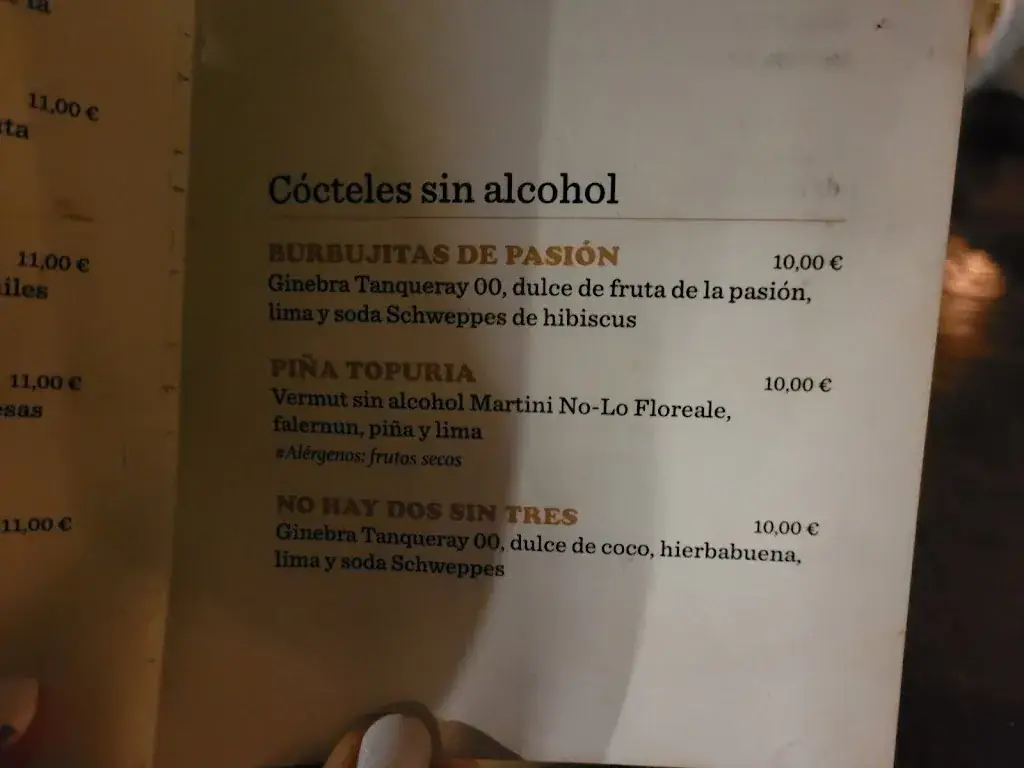 11,00 €
11,00 €
11,00 €
11,00 €
Cócteles sin alcohol
BURBUJITAS DE PASIÓN 10,00 €
Ginebra Tanqueray 00, dulce de fruta de la pasión,
lima y soda Schweppes de hibiscus
PIÑA TOPURIA 10,00 €
Vermut sin alcohol Martini No-Lo Floreale,
falernun, piña y lima
*Alérgenos: frutos secos
NO HAY DOS SIN TRES 10,00 €
Ginebra Tanqueray 00, dulce de coco, hierbabuena,
lima y soda Schweppes